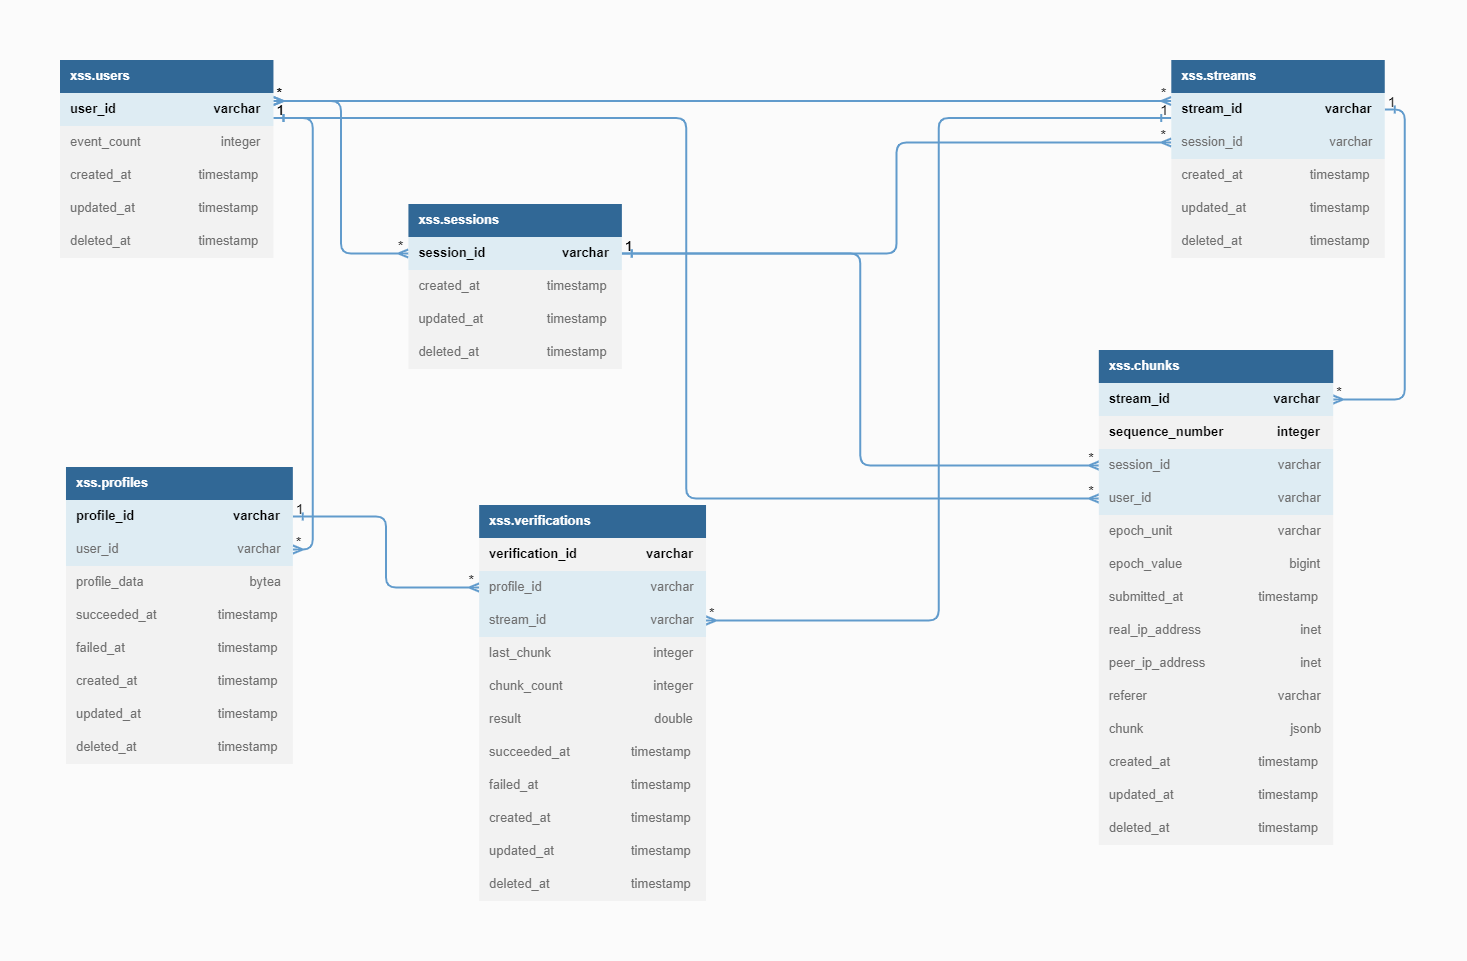 xss.users
user_id varchar
event_count integer
created_at timestamp
updated_at timestamp
deleted_at timestamp
*
1
xss.streams
stream_id varchar
session_id varchar
created_at timestamp
updated_at timestamp
deleted_at timestamp
*
1
*
1
xss.sessions
session_id varchar
created_at timestamp
updated_at timestamp
deleted_at timestamp
*
1
xss.chunks
stream_id varchar
sequence_number integer
session_id varchar
user_id varchar
epoch_unit varchar
epoch_value bigint
submitted_at timestamp
real_ip_address inet
peer_ip_address inet
referer varchar
chunk jsonb
created_at timestamp
updated_at timestamp
deleted_at timestamp
*
*
*
xss.profiles
profile_id varchar
user_id varchar
profile_data bytea
succeeded_at timestamp
failed_at timestamp
created_at timestamp
updated_at timestamp
deleted_at timestamp
1
*
xss.verifications
verification_id varchar
profile_id varchar
stream_id varchar
last_chunk integer
chunk_count integer
result double
succeeded_at timestamp
failed_at timestamp
created_at timestamp
updated_at timestamp
deleted_at timestamp
*
*